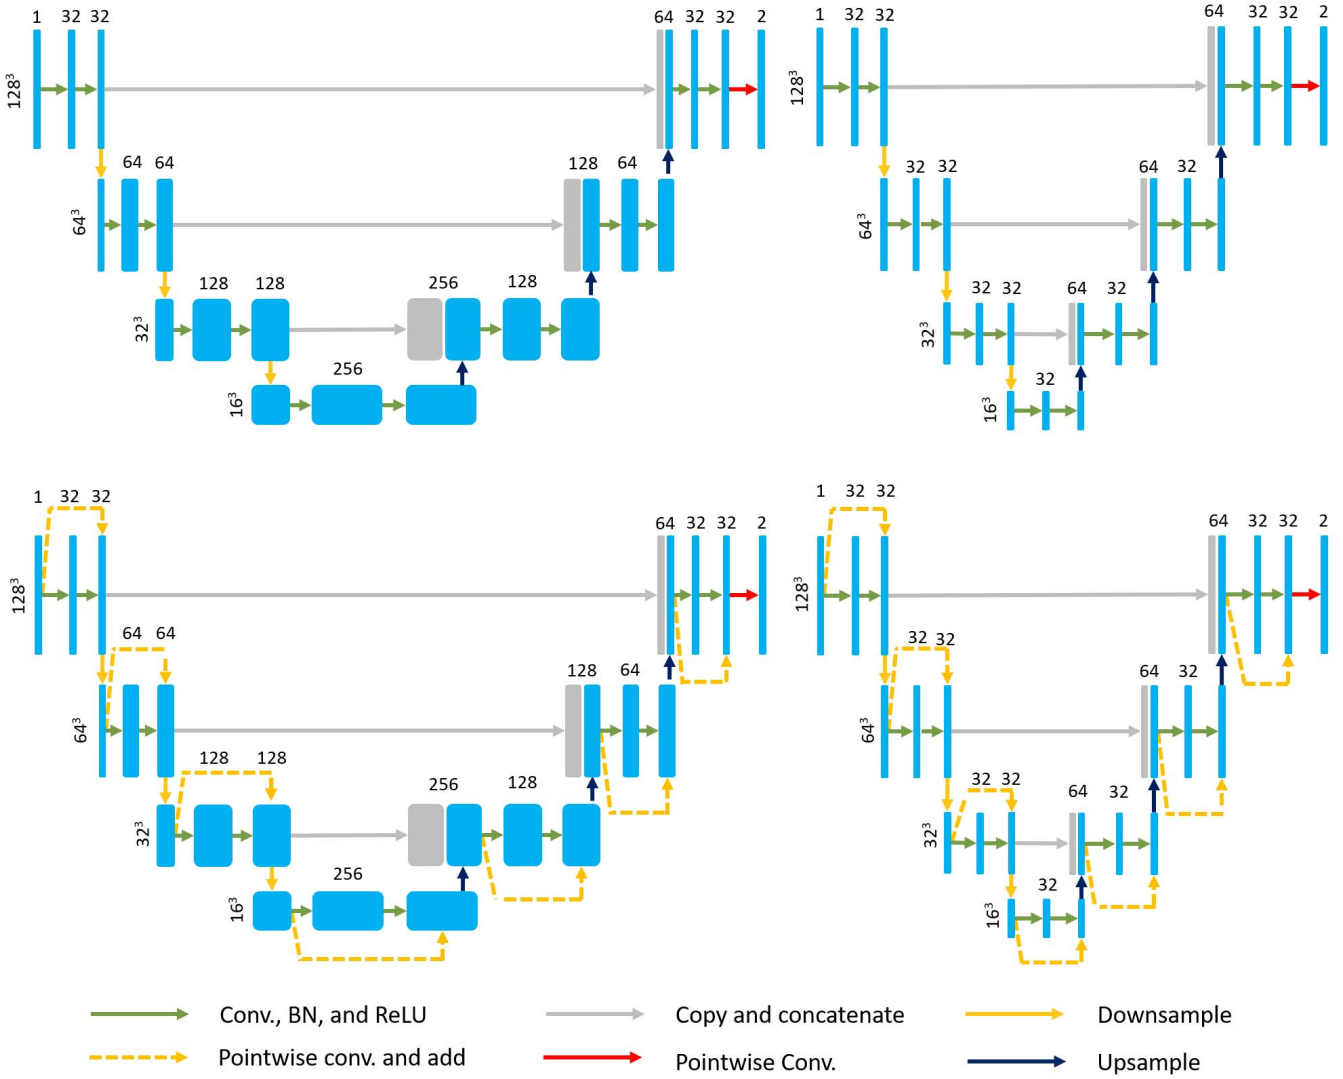 1 32 32
64 32 32 2
128³
64 64
128 64
64³
128 128
256 128
32³
256
16³
1 32 32
64 32 32 2
128³
32 32
64 32
64³
32 32
64 32
32³
32
16³
1 32 32
64 32 32 2
128³
64 64
128 64
64³
128 128
256 128
32³
256
16³
1 32 32
64 32 32 2
128³
32 32
64 32
64³
32 32
64 32
32³
32
16³
Conv., BN, and ReLU
Copy and concatenate
Downsample
Pointwise conv. and add
Pointwise Conv.
Upsample